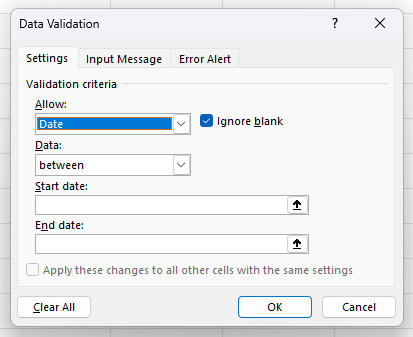 Data Validation ?
Settings Input Message Error Alert
Validation criteria
Allow:
Date Ignore blank
Data:
between
Start date:
End date:
Apply these changes to all other cells with the same settings
Clear All OK Cancel